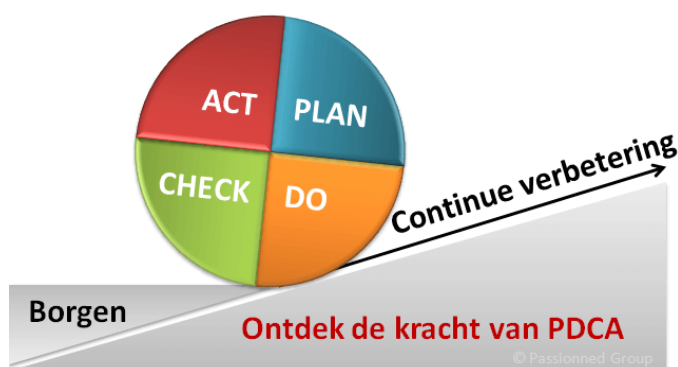 ACT
PLAN
CHECK
DO
Continue verbetering
Borgen
Ontdek de kracht van PDCA
© Passionned Group